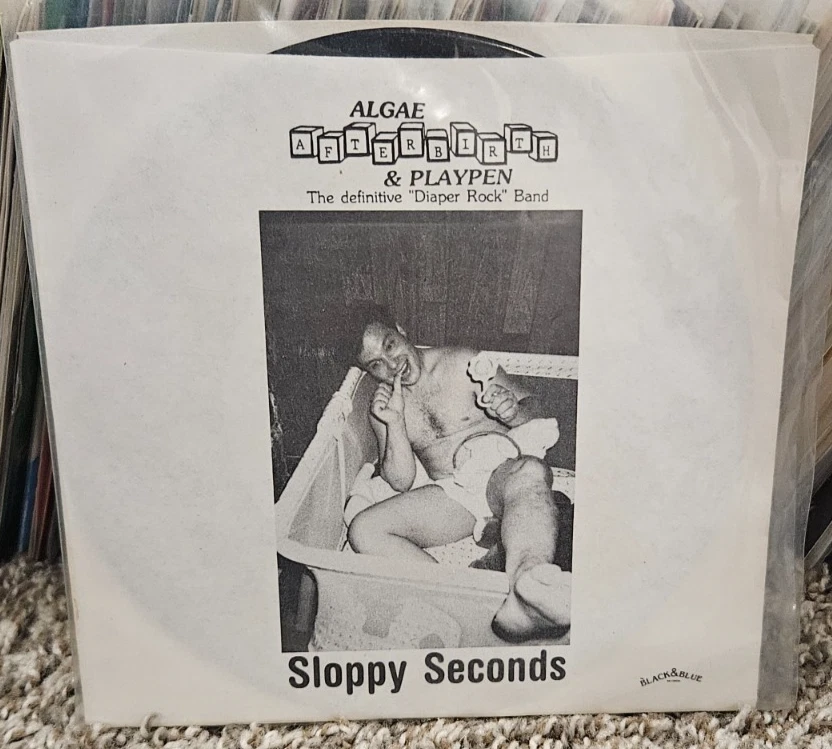 ALGAE
AFTERBIRTH
& PLAYPEN
The definitive "Diaper Rock" Band
Sloppy Seconds
BLACK&BLUE